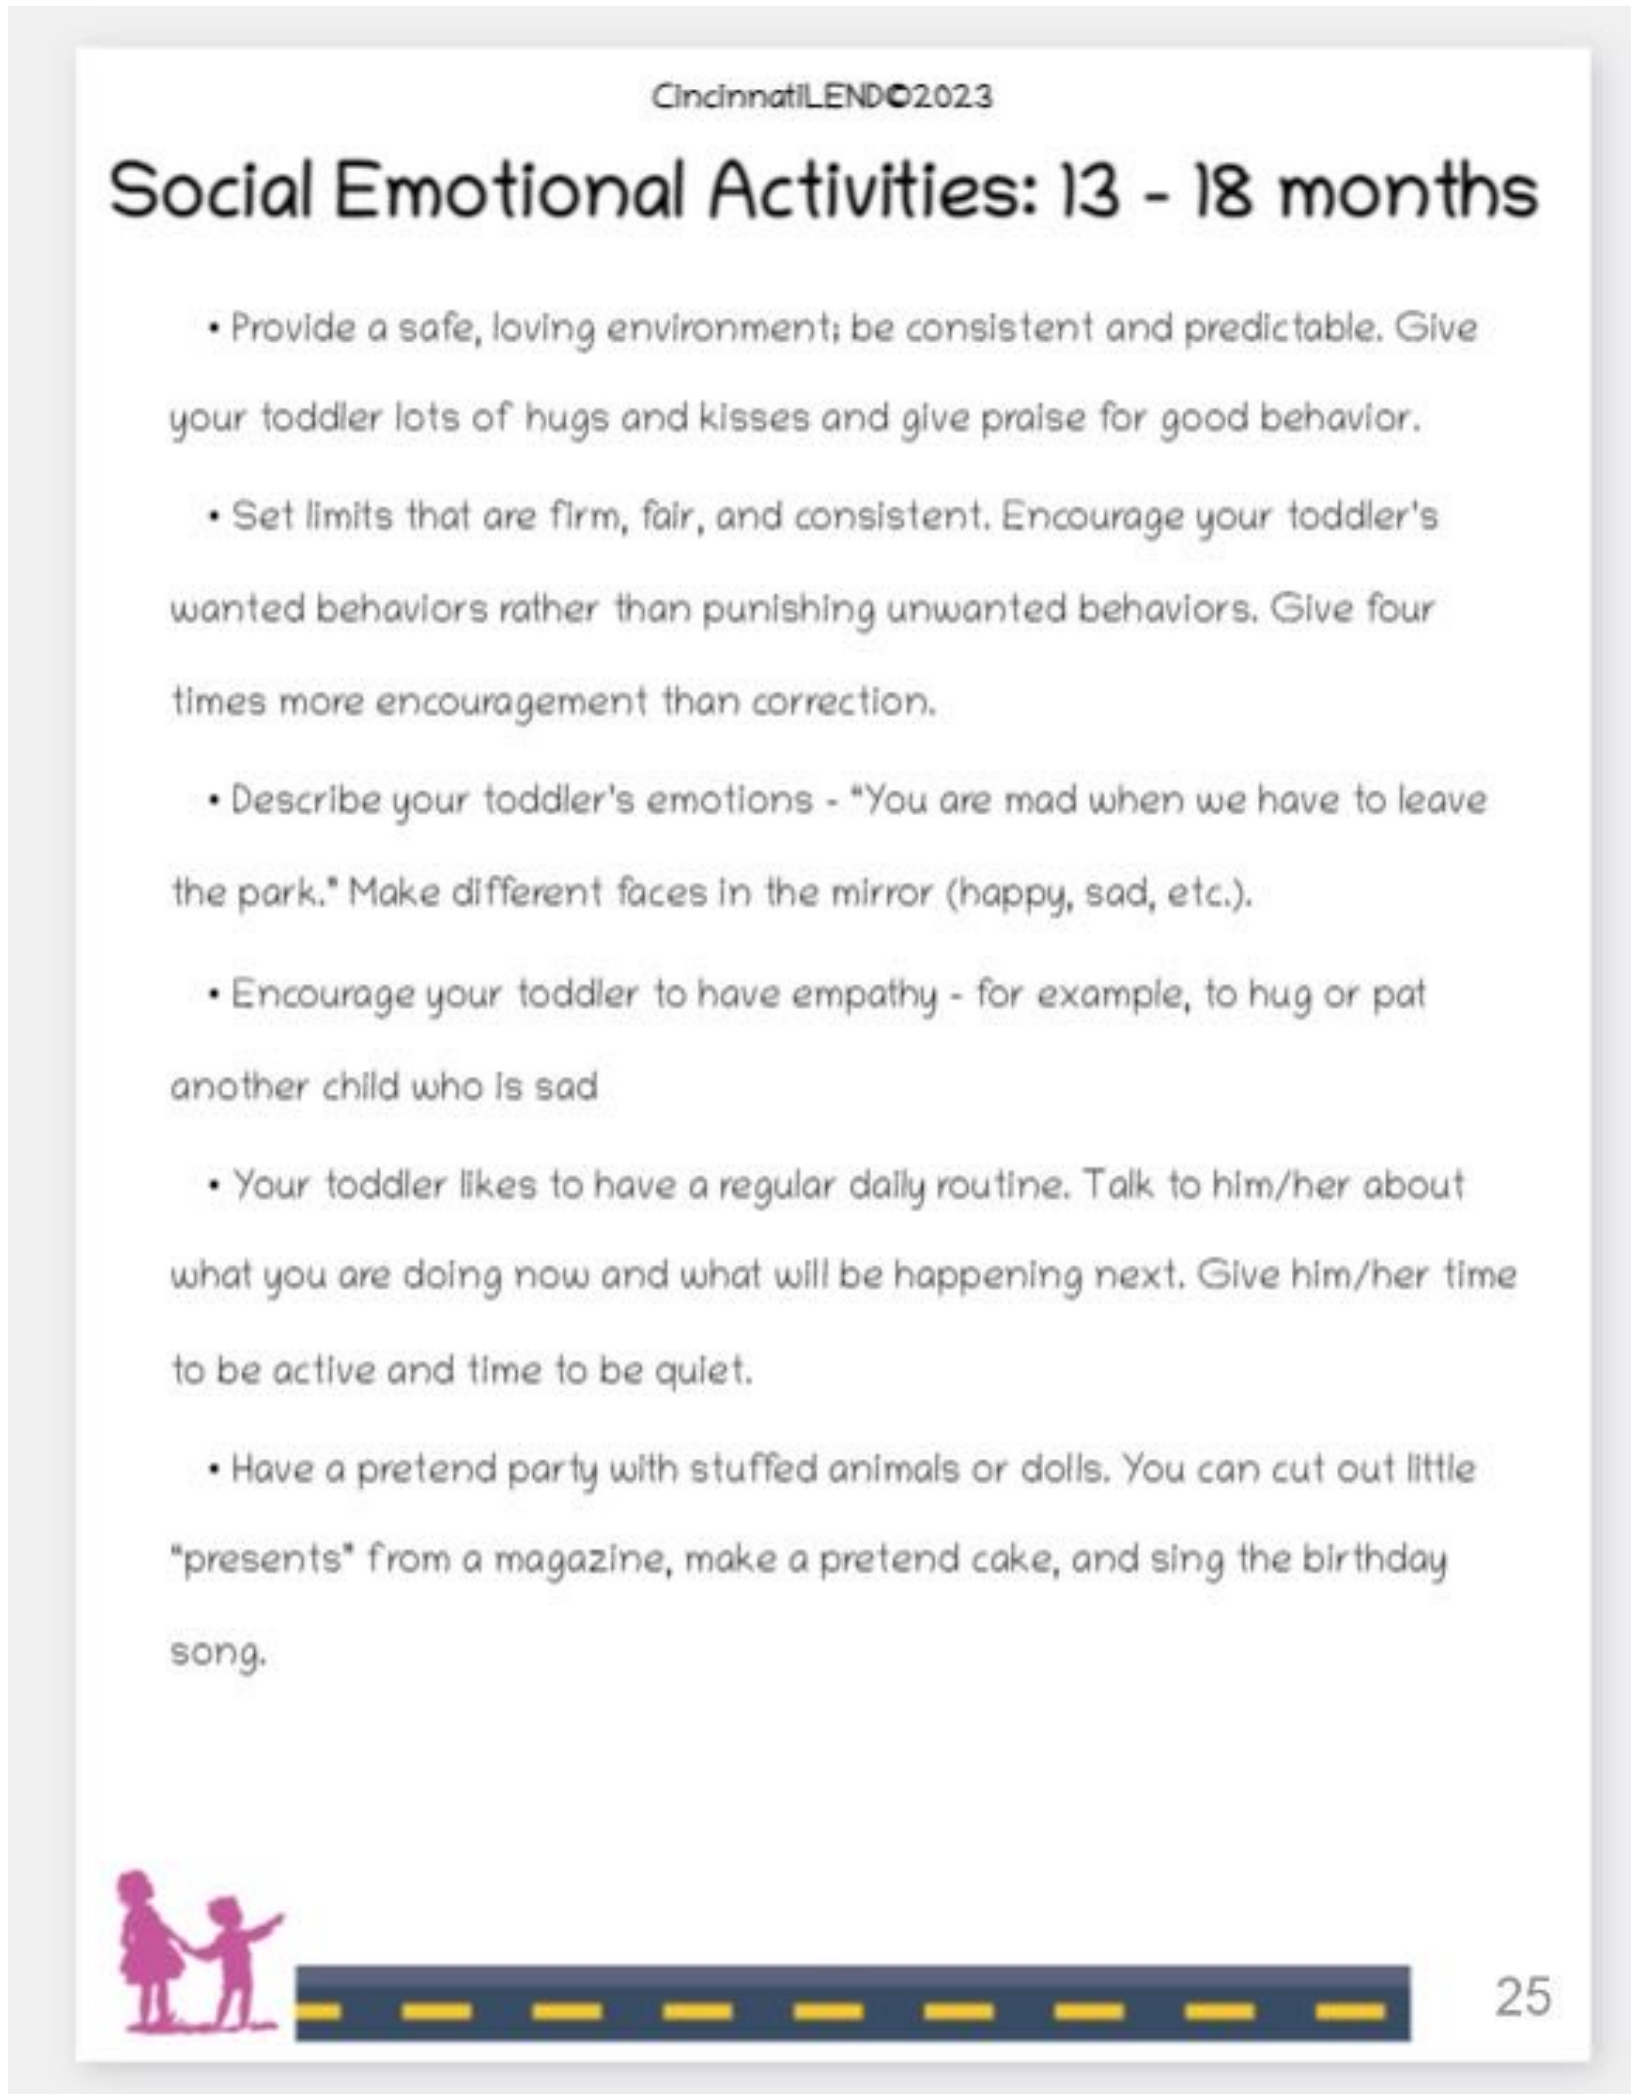 CincinnatiLEND©2023
Social Emotional Activities: 13 - 18 months
• Provide a safe, loving environment; be consistent and predictable. Give
your toddler lots of hugs and kisses and give praise for good behavior.
• Set limits that are firm, fair, and consistent. Encourage your toddler's
wanted behaviors rather than punishing unwanted behaviors. Give four
times more encouragement than correction.
• Describe your toddler's emotions - "You are mad when we have to leave
the park." Make different faces in the mirror (happy, sad, etc.).
• Encourage your toddler to have empathy - for example, to hug or pat
another child who is sad
• Your toddler likes to have a regular daily routine. Talk to him/her about
what you are doing now and what will be happening next. Give him/her time
to be active and time to be quiet.
• Have a pretend party with stuffed animals or dolls. You can cut out little
"presents" from a magazine, make a pretend cake, and sing the birthday
song.
25